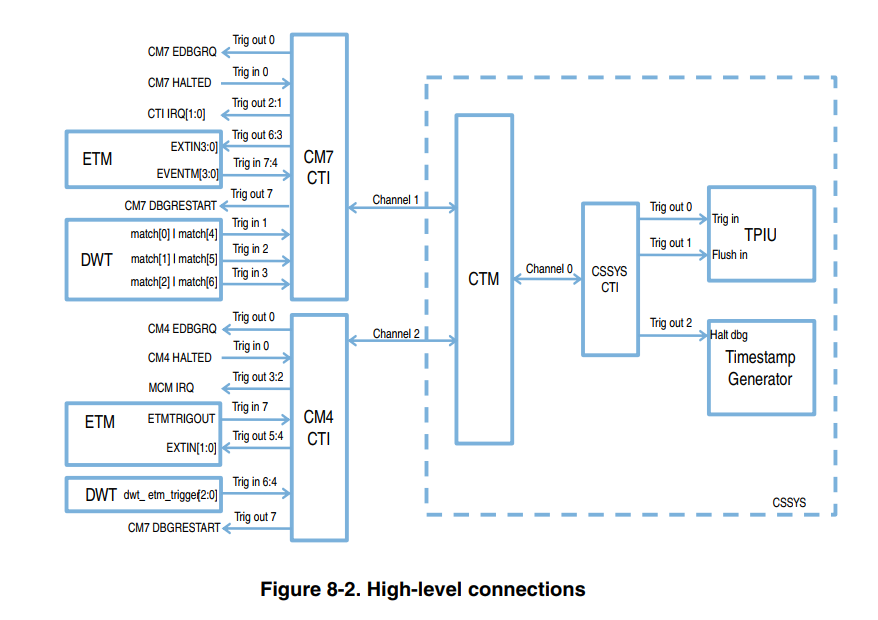 CM7 EDBGRQ
Trig out 0
CM7 HALTED
Trig in 0
CTI IRQ[1:0]
Trig out 2:1
ETM
EXTIN3:0]
Trig out 6:3
EVENTM[3:0]
Trig in 7:4
CM7 DBGRESTART
Trig out 7
DWT
match[0] | match[4]
Trig in 1
match[1] | match[5]
Trig in 2
match[2] | match[6]
Trig in 3
CM7
CTI
Channel 1
CM4 EDBGRQ
Trig out 0
CM4 HALTED
Trig in 0
MCM IRQ
Trig out 3:2
ETM
ETMTRIGOUT
Trig in 7
EXTIN[1:0]
Trig out 5:4
DWT
dwt_ etm_trigger[2:0]
Trig in 6:4
CM7 DBGRESTART
Trig out 7
CM4
CTI
Channel 2
CTM
Channel 0
CSSYS
CTI
Trig out 0
Trig in
TPIU
Trig out 1
Flush in
Trig out 2
Halt dbg
Timestamp
Generator
CSSYS
Figure 8-2. High-level connections